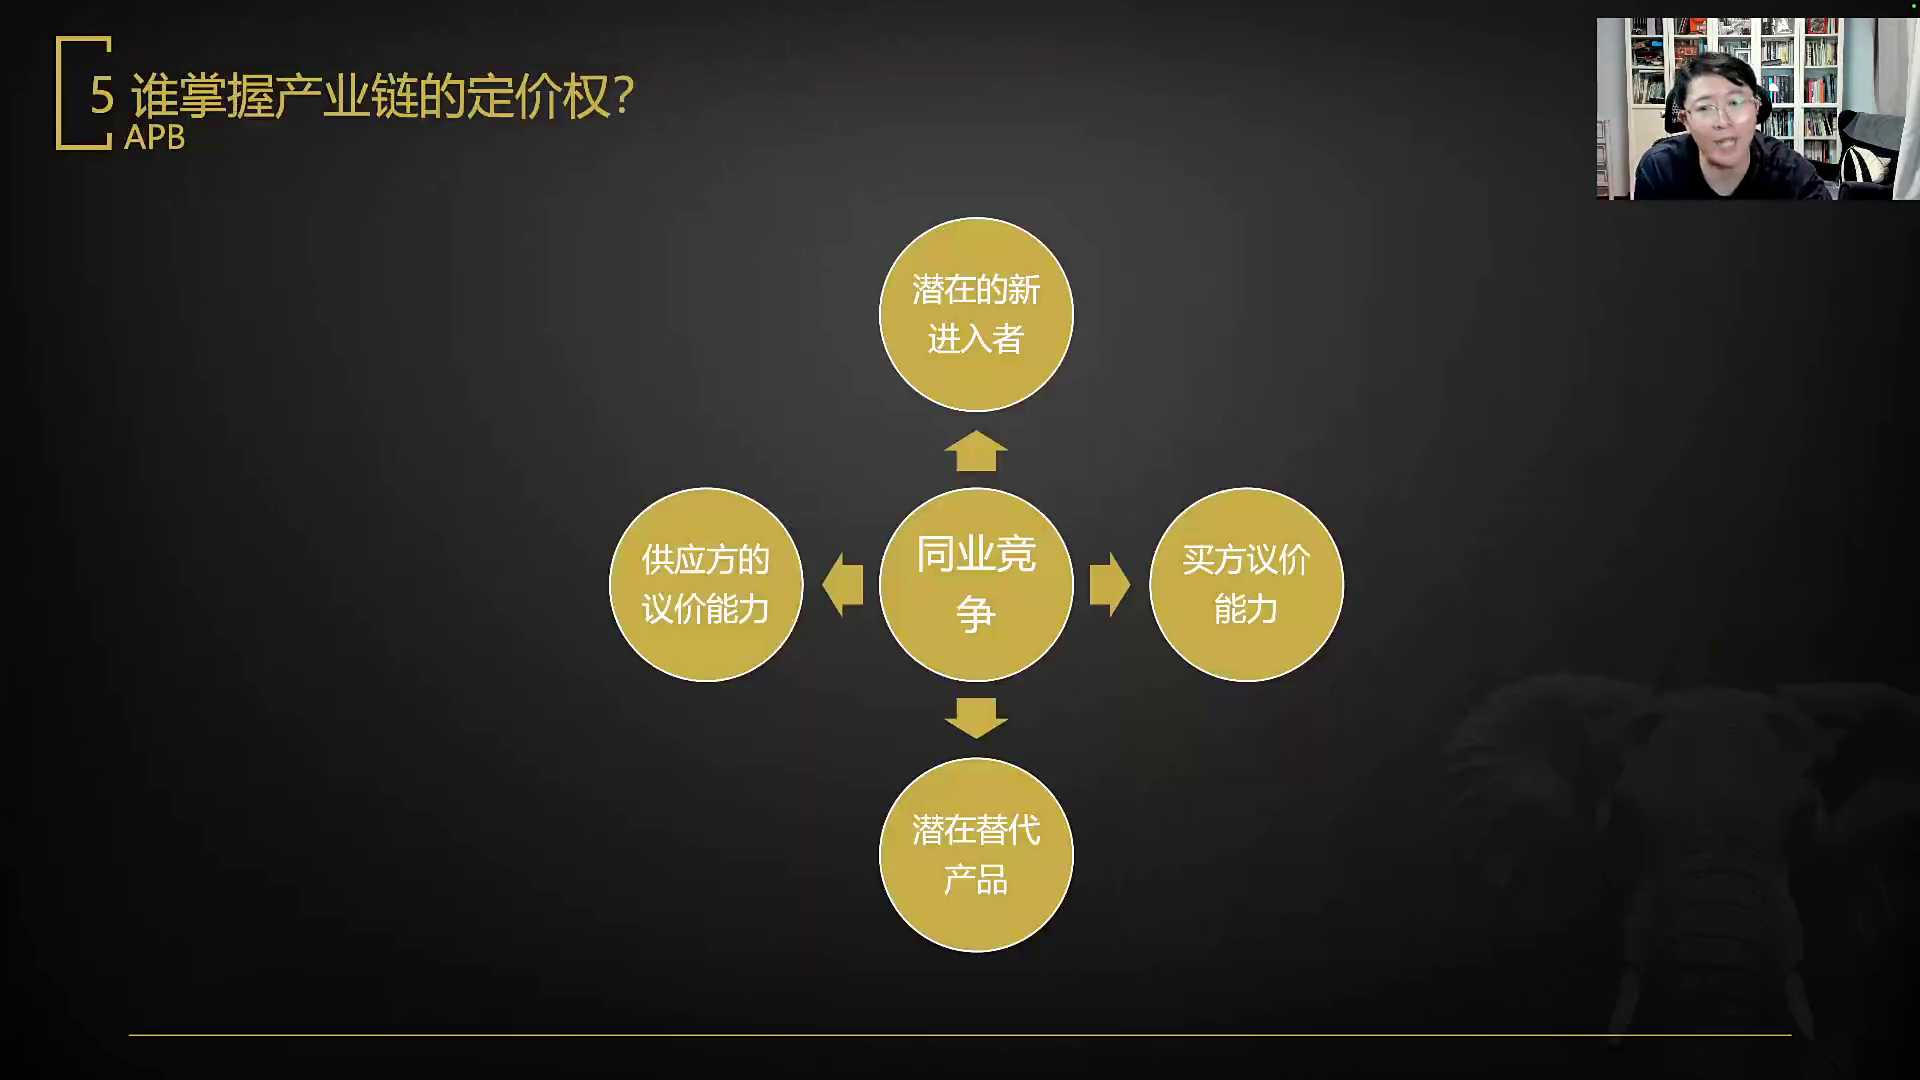 5 谁掌握产业链的定价权?
APB
潜在的新
进入者
供应方的
议价能力
同业竞
争
买方议价
能力
潜在替代
产品